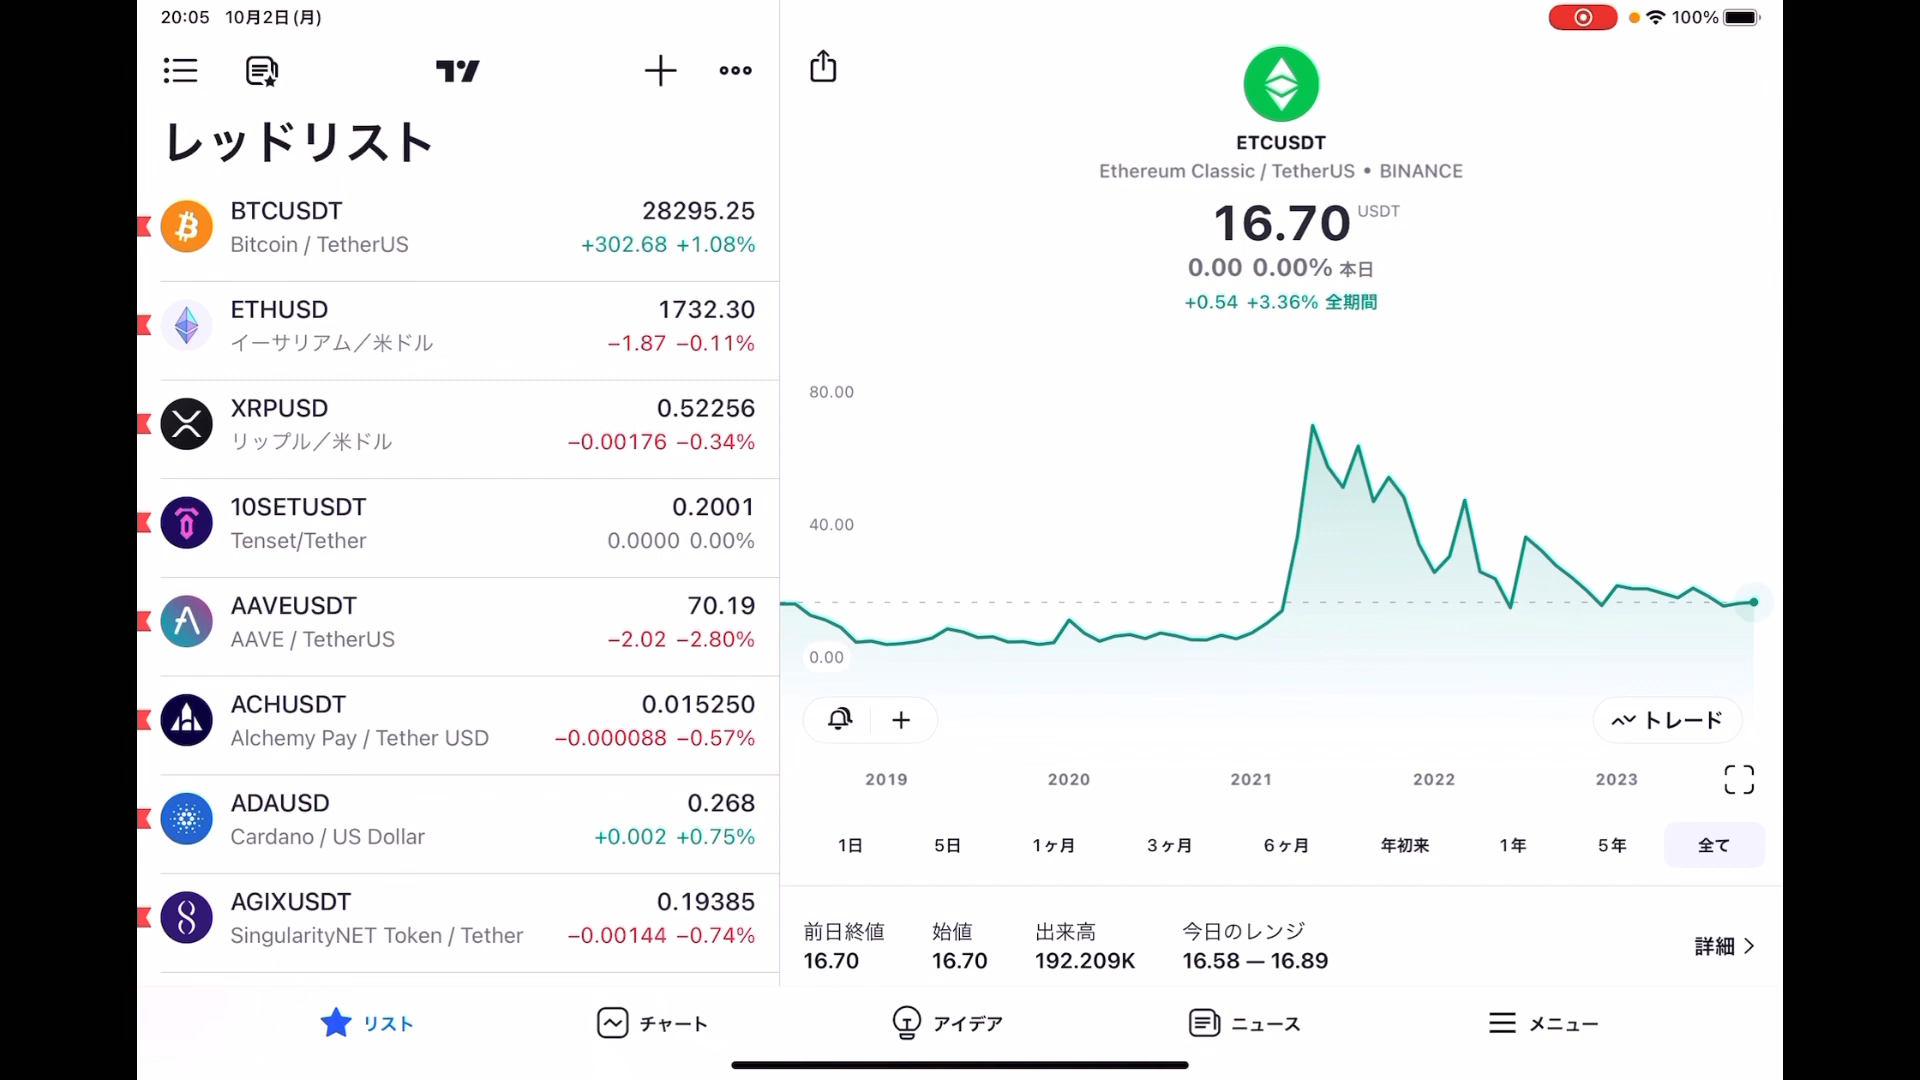 20:05 10月2日(月)
100%
レッドリスト
BTCUSDT 28295.25
Bitcoin / TetherUS +302.68 +1.08%
ETHUSD 1732.30
イーサリアム／米ドル −1.87 −0.11%
XRPUSD 0.52256
リップル／米ドル −0.00176 −0.34%
10SETUSDT 0.2001
Tenset/Tether 0.0000 0.00%
AAVEUSDT 70.19
AAVE / TetherUS −2.02 −2.80%
ACHUSDT 0.015250
Alchemy Pay / Tether USD −0.000088 −0.57%
ADAUSD 0.268
Cardano / US Dollar +0.002 +0.75%
AGIXUSDT 0.19385
SingularityNET Token / Tether −0.00144 −0.74%
ETCUSDT
Ethereum Classic / TetherUS • BINANCE
16.70 USDT
0.00 0.00% 本日
+0.54 +3.36% 全期間
80.00
40.00
0.00
トレード
2019 2020 2021 2022 2023
1日 5日 1ヶ月 3ヶ月 6ヶ月 年初来 1年 5年 全て
前日終値 始値 出来高 今日のレンジ
16.70 16.70 192.209K 16.58 — 16.89
詳細
リスト チャート アイデア ニュース メニュー